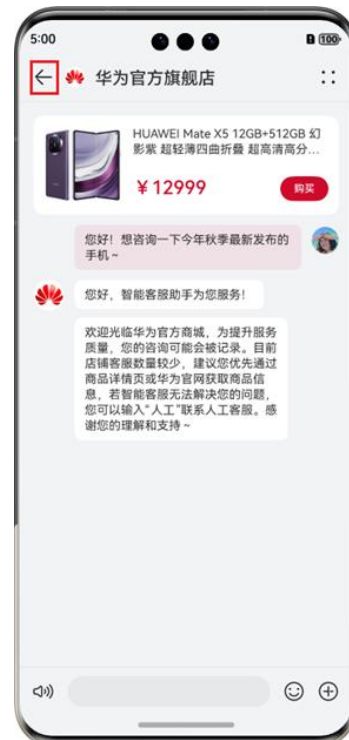 5:00
100
华为官方旗舰店
HUAWEI Mate X5 12GB+512GB 幻
影紫 超轻薄四曲折叠 超高清高分...
¥12999
购买
您好！想咨询一下今年秋季最新发布的
手机~
您好，智能客服助手为您服务！
欢迎光临华为官方商城，为提升服务
质量，您的咨询可能会被记录。目前
店铺客服数量较少，建议您优先通过
商品详情页或华为官网获取商品信
息，若智能客服无法解决您的问题，
您可以输入“人工”联系人工客服。感
谢您的理解和支持~